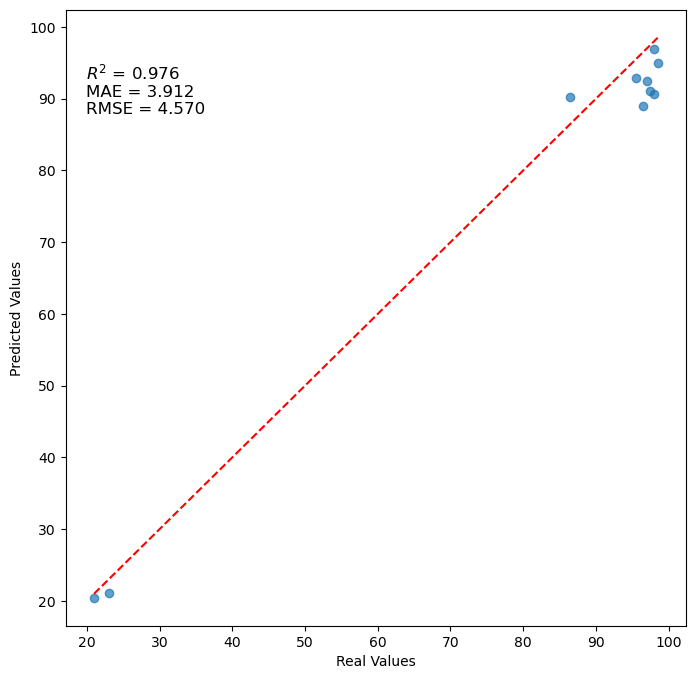 100
90
80
70
60
50
40
30
20
R² = 0.976
MAE = 3.912
RMSE = 4.570
Predicted Values
20 30 40 50 60 70 80 90 100
Real Values